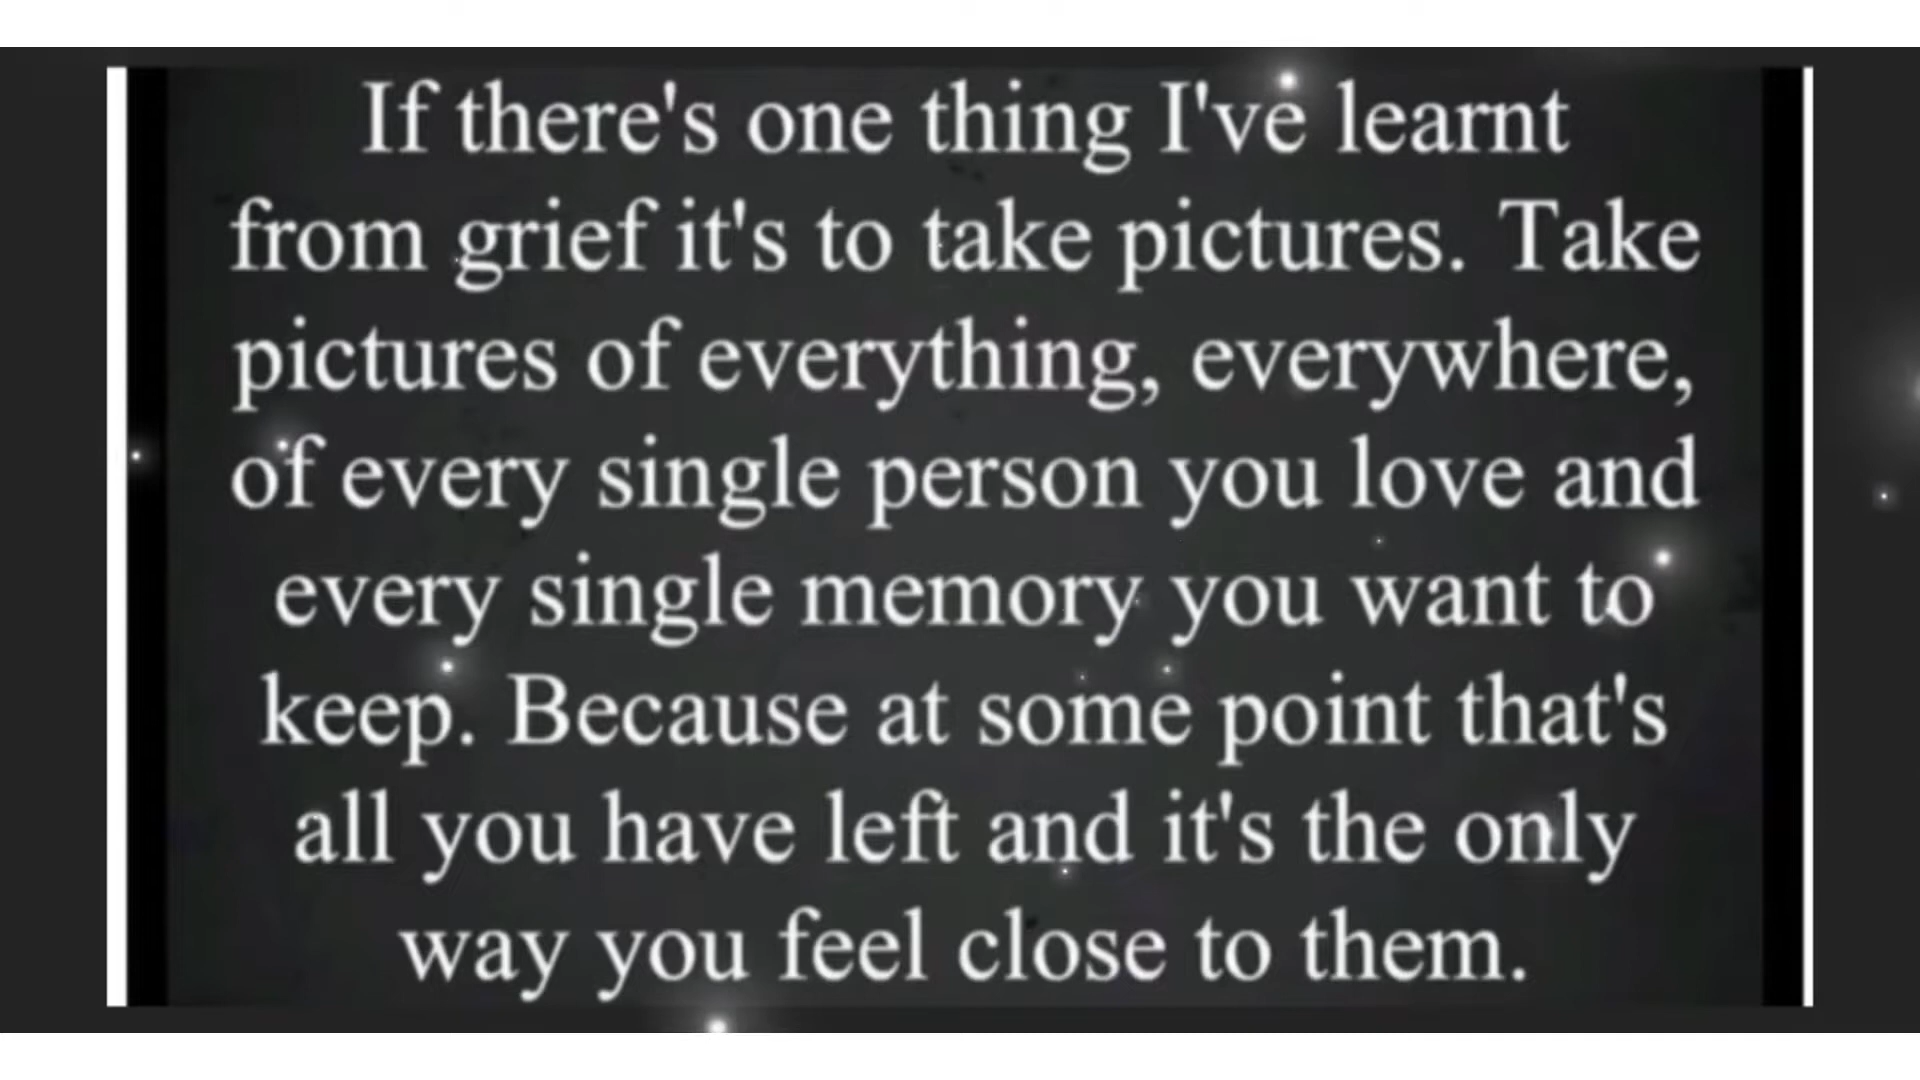 If there's one thing I've learnt
from grief it's to take pictures. Take
pictures of everything, everywhere,
of every single person you love and
every single memory you want to
keep. Because at some point that's
all you have left and it's the only
way you feel close to them.